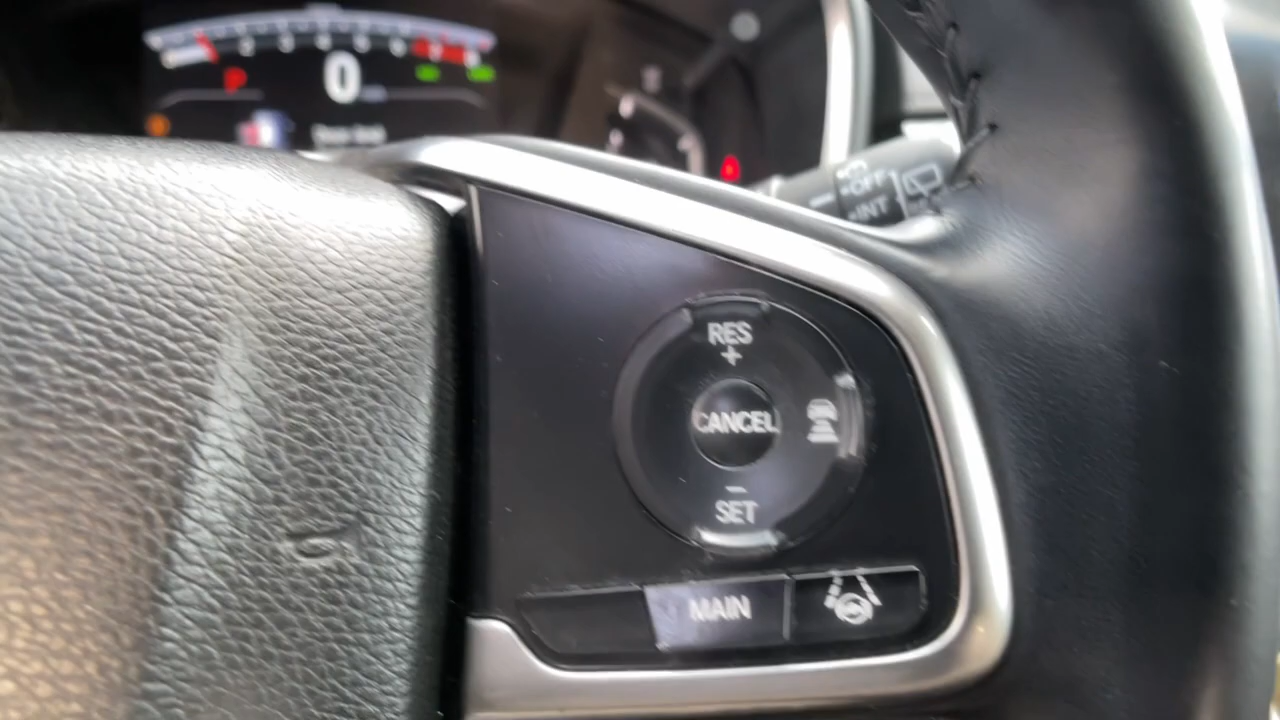 0
OFF
INT
RES
+
CANCEL
−
SET
MAIN